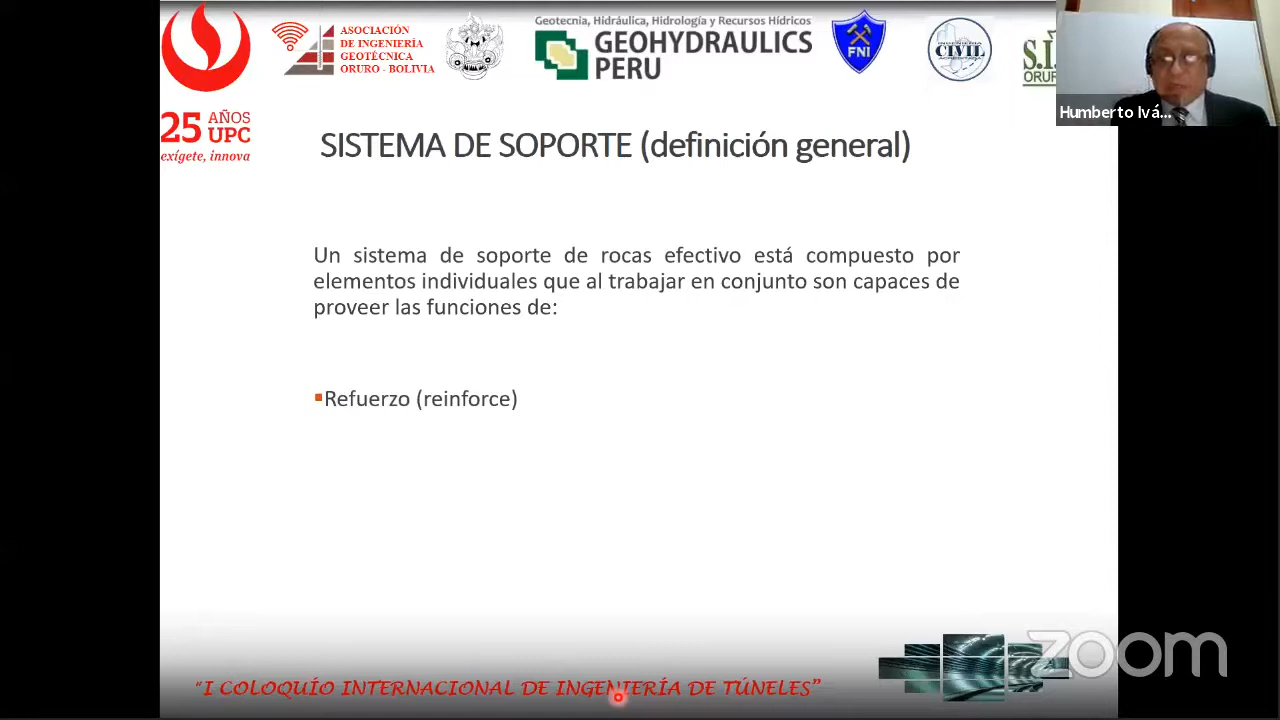 ASOCIACIÓN
DE INGENIERÍA
GEOTÉCNICA
ORURO - BOLIVIA
Geotecnia, Hidráulica, Hidrología y Recursos Hídricos
GEOHYDRAULICS
PERU
FNI
CIVIL
ORUR
Humberto Ivá...
25 AÑOS
UPC
exígete, innova
SISTEMA DE SOPORTE (definición general)
Un sistema de soporte de rocas efectivo está compuesto por
elementos individuales que al trabajar en conjunto son capaces de
proveer las funciones de:
Refuerzo (reinforce)
zoom
“I COLOQUÍO INTERNACIONAL DE INGENIERÍA DE TÚNELES”